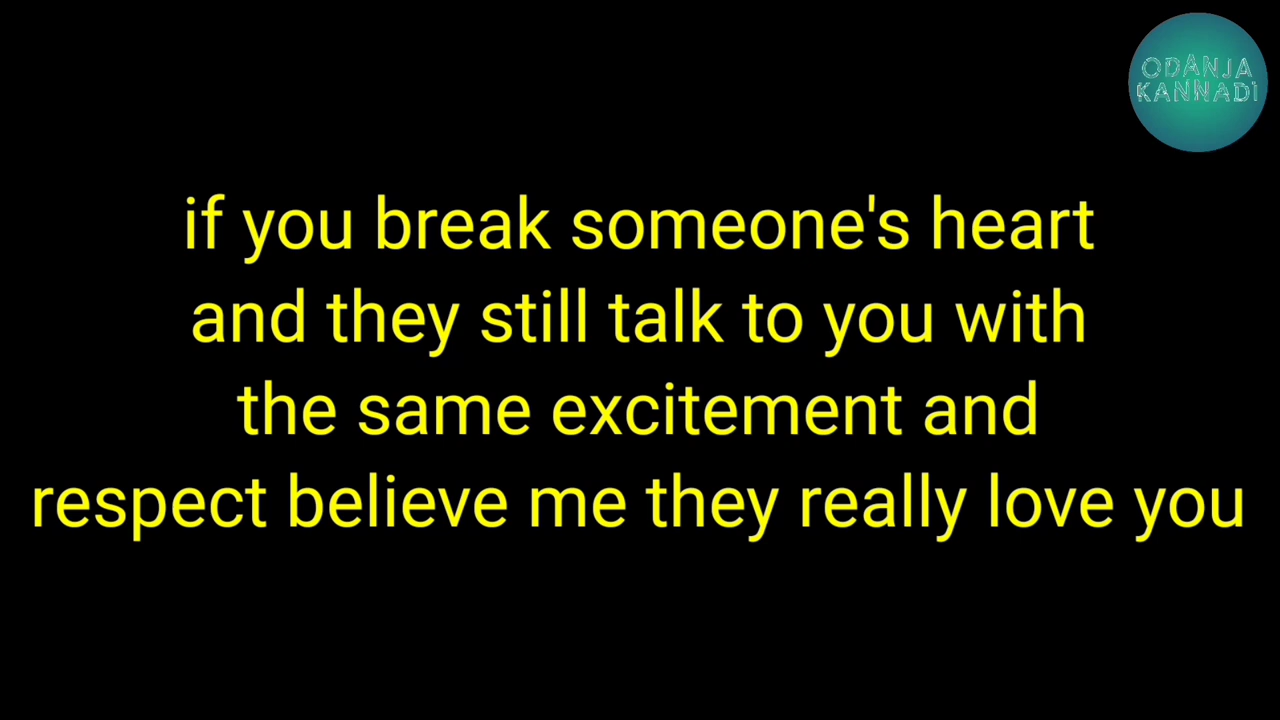 ODANJA
KANNADI
if you break someone's heart
and they still talk to you with
the same excitement and
respect believe me they really love you